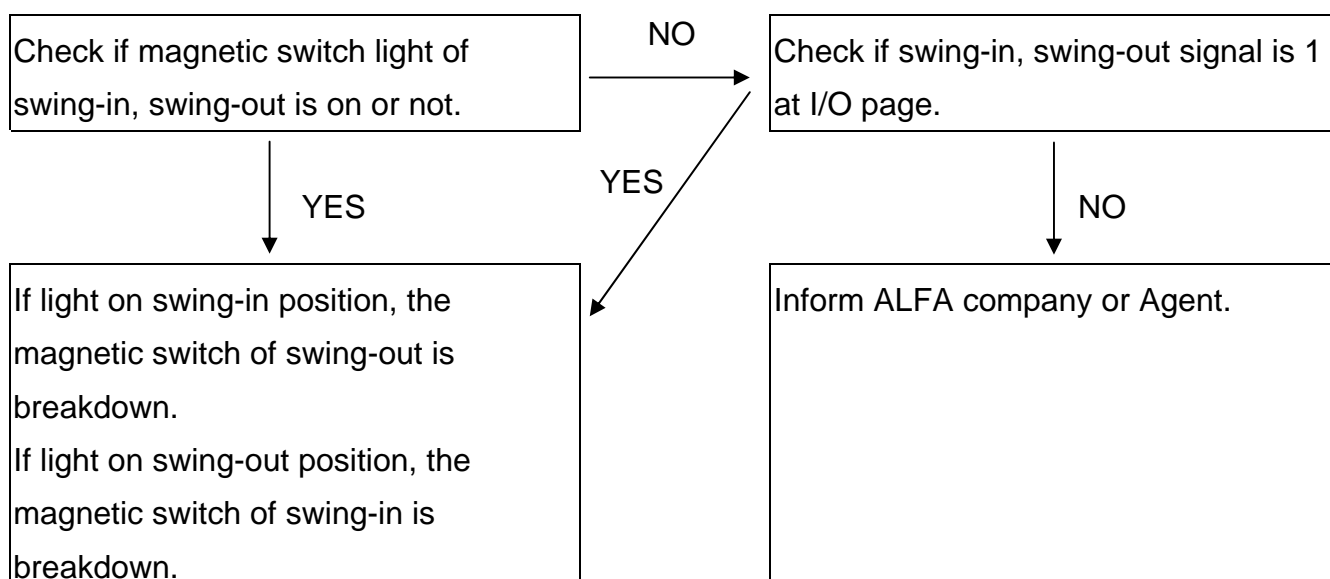 Check if magnetic switch light of
swing-in, swing-out is on or not.
NO
Check if swing-in, swing-out signal is 1
at I/O page.
YES
YES
NO
If light on swing-in position, the
magnetic switch of swing-out is
breakdown.
If light on swing-out position, the
magnetic switch of swing-in is
breakdown.
Inform ALFA company or Agent.